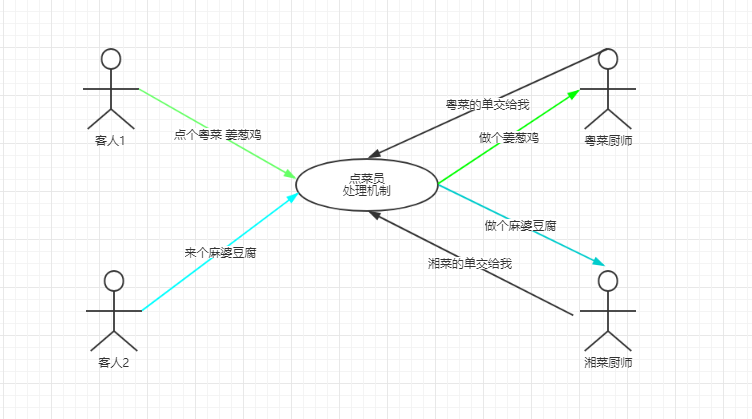 粤菜的单交给我
点个粤菜 姜葱鸡
做个姜葱鸡
客人1
粤菜厨师
点菜员
处理机制
做个麻婆豆腐
来个麻婆豆腐
湘菜的单交给我
客人2
湘菜厨师